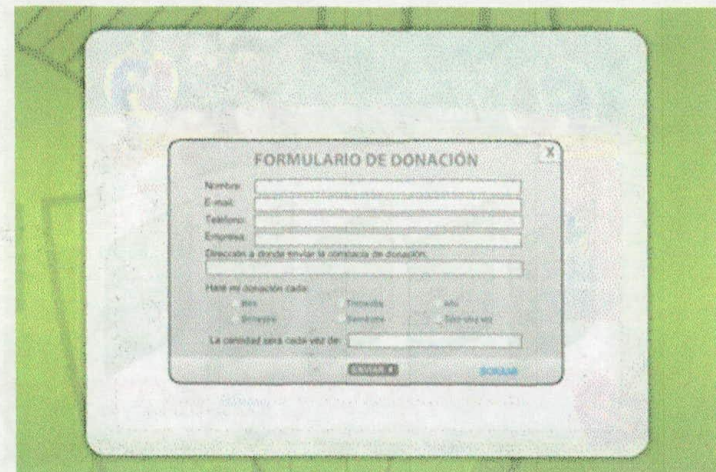 FORMULARIO DE DONACIÓN
X
Nombre:
E-mail:
Teléfono:
Empresa:
Dirección a donde enviar la constancia de donación:
Haré mi donación cada:
Mes Trimestre Año
Bimestre Semestre Sólo una vez
La cantidad será cada vez de:
ENVIAR
BORRAR